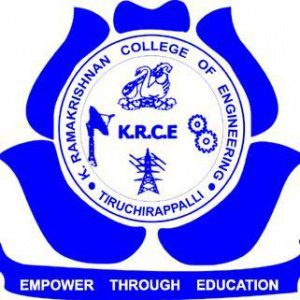 K. RAMAKRISHNAN COLLEGE OF ENGINEERING
K.R.C.E
• TIRUCHIRAPPALLI •
EMPOWER THROUGH EDUCATION